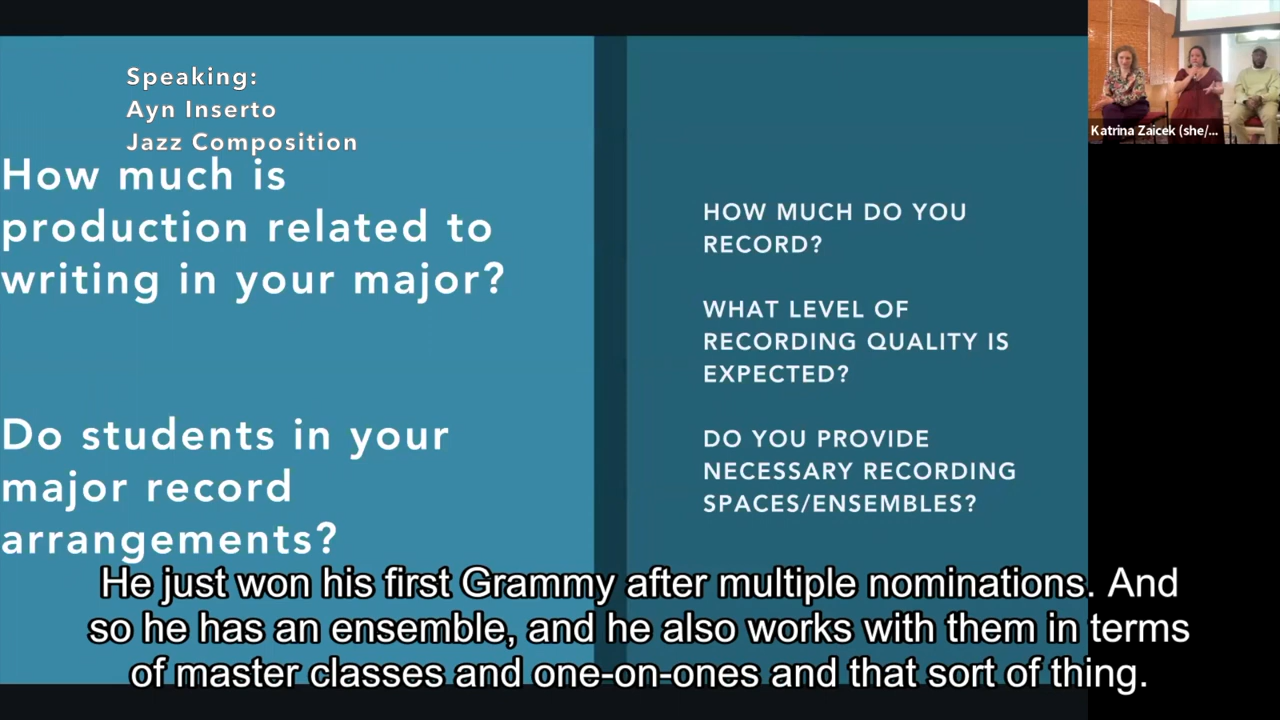 Speaking:
Ayn Inserto
Jazz Composition
How much is
production related to
writing in your major?
Do students in your
major record
arrangements?
HOW MUCH DO YOU
RECORD?
WHAT LEVEL OF
RECORDING QUALITY IS
EXPECTED?
DO YOU PROVIDE
NECESSARY RECORDING
SPACES/ENSEMBLES?
Katrina Zaicek (she/...
He just won his first Grammy after multiple nominations. And
so he has an ensemble, and he also works with them in terms
of master classes and one-on-ones and that sort of thing.